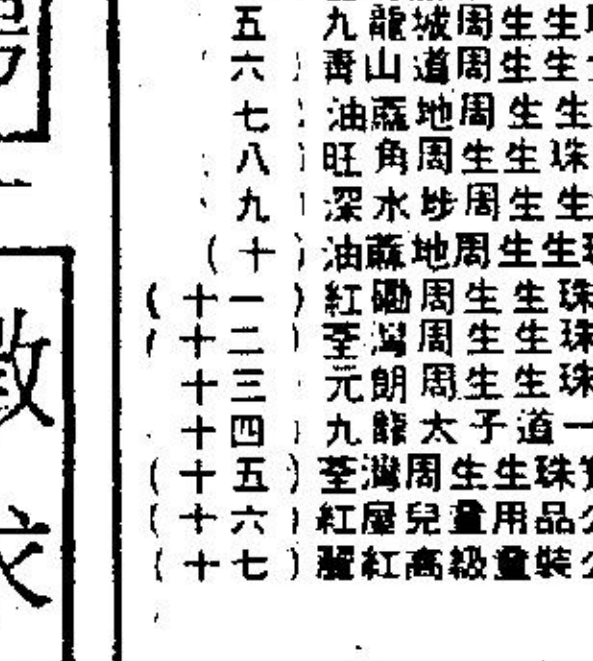 五 九龍城周生生
(六) 青山道周生生
七) 油蔴地周生生
八) 旺角周生生珠
九) 深水埗周生生
(十) 油蔴地周生生珠
(十一) 紅磡周生生珠
(十二) 荃灣周生生珠
十三 元朗周生生珠
十四) 九龍太子道一
(十五) 荃灣周生生珠寶
(十六) 紅屋兒童用品公
(十七) 麗紅高級童裝公